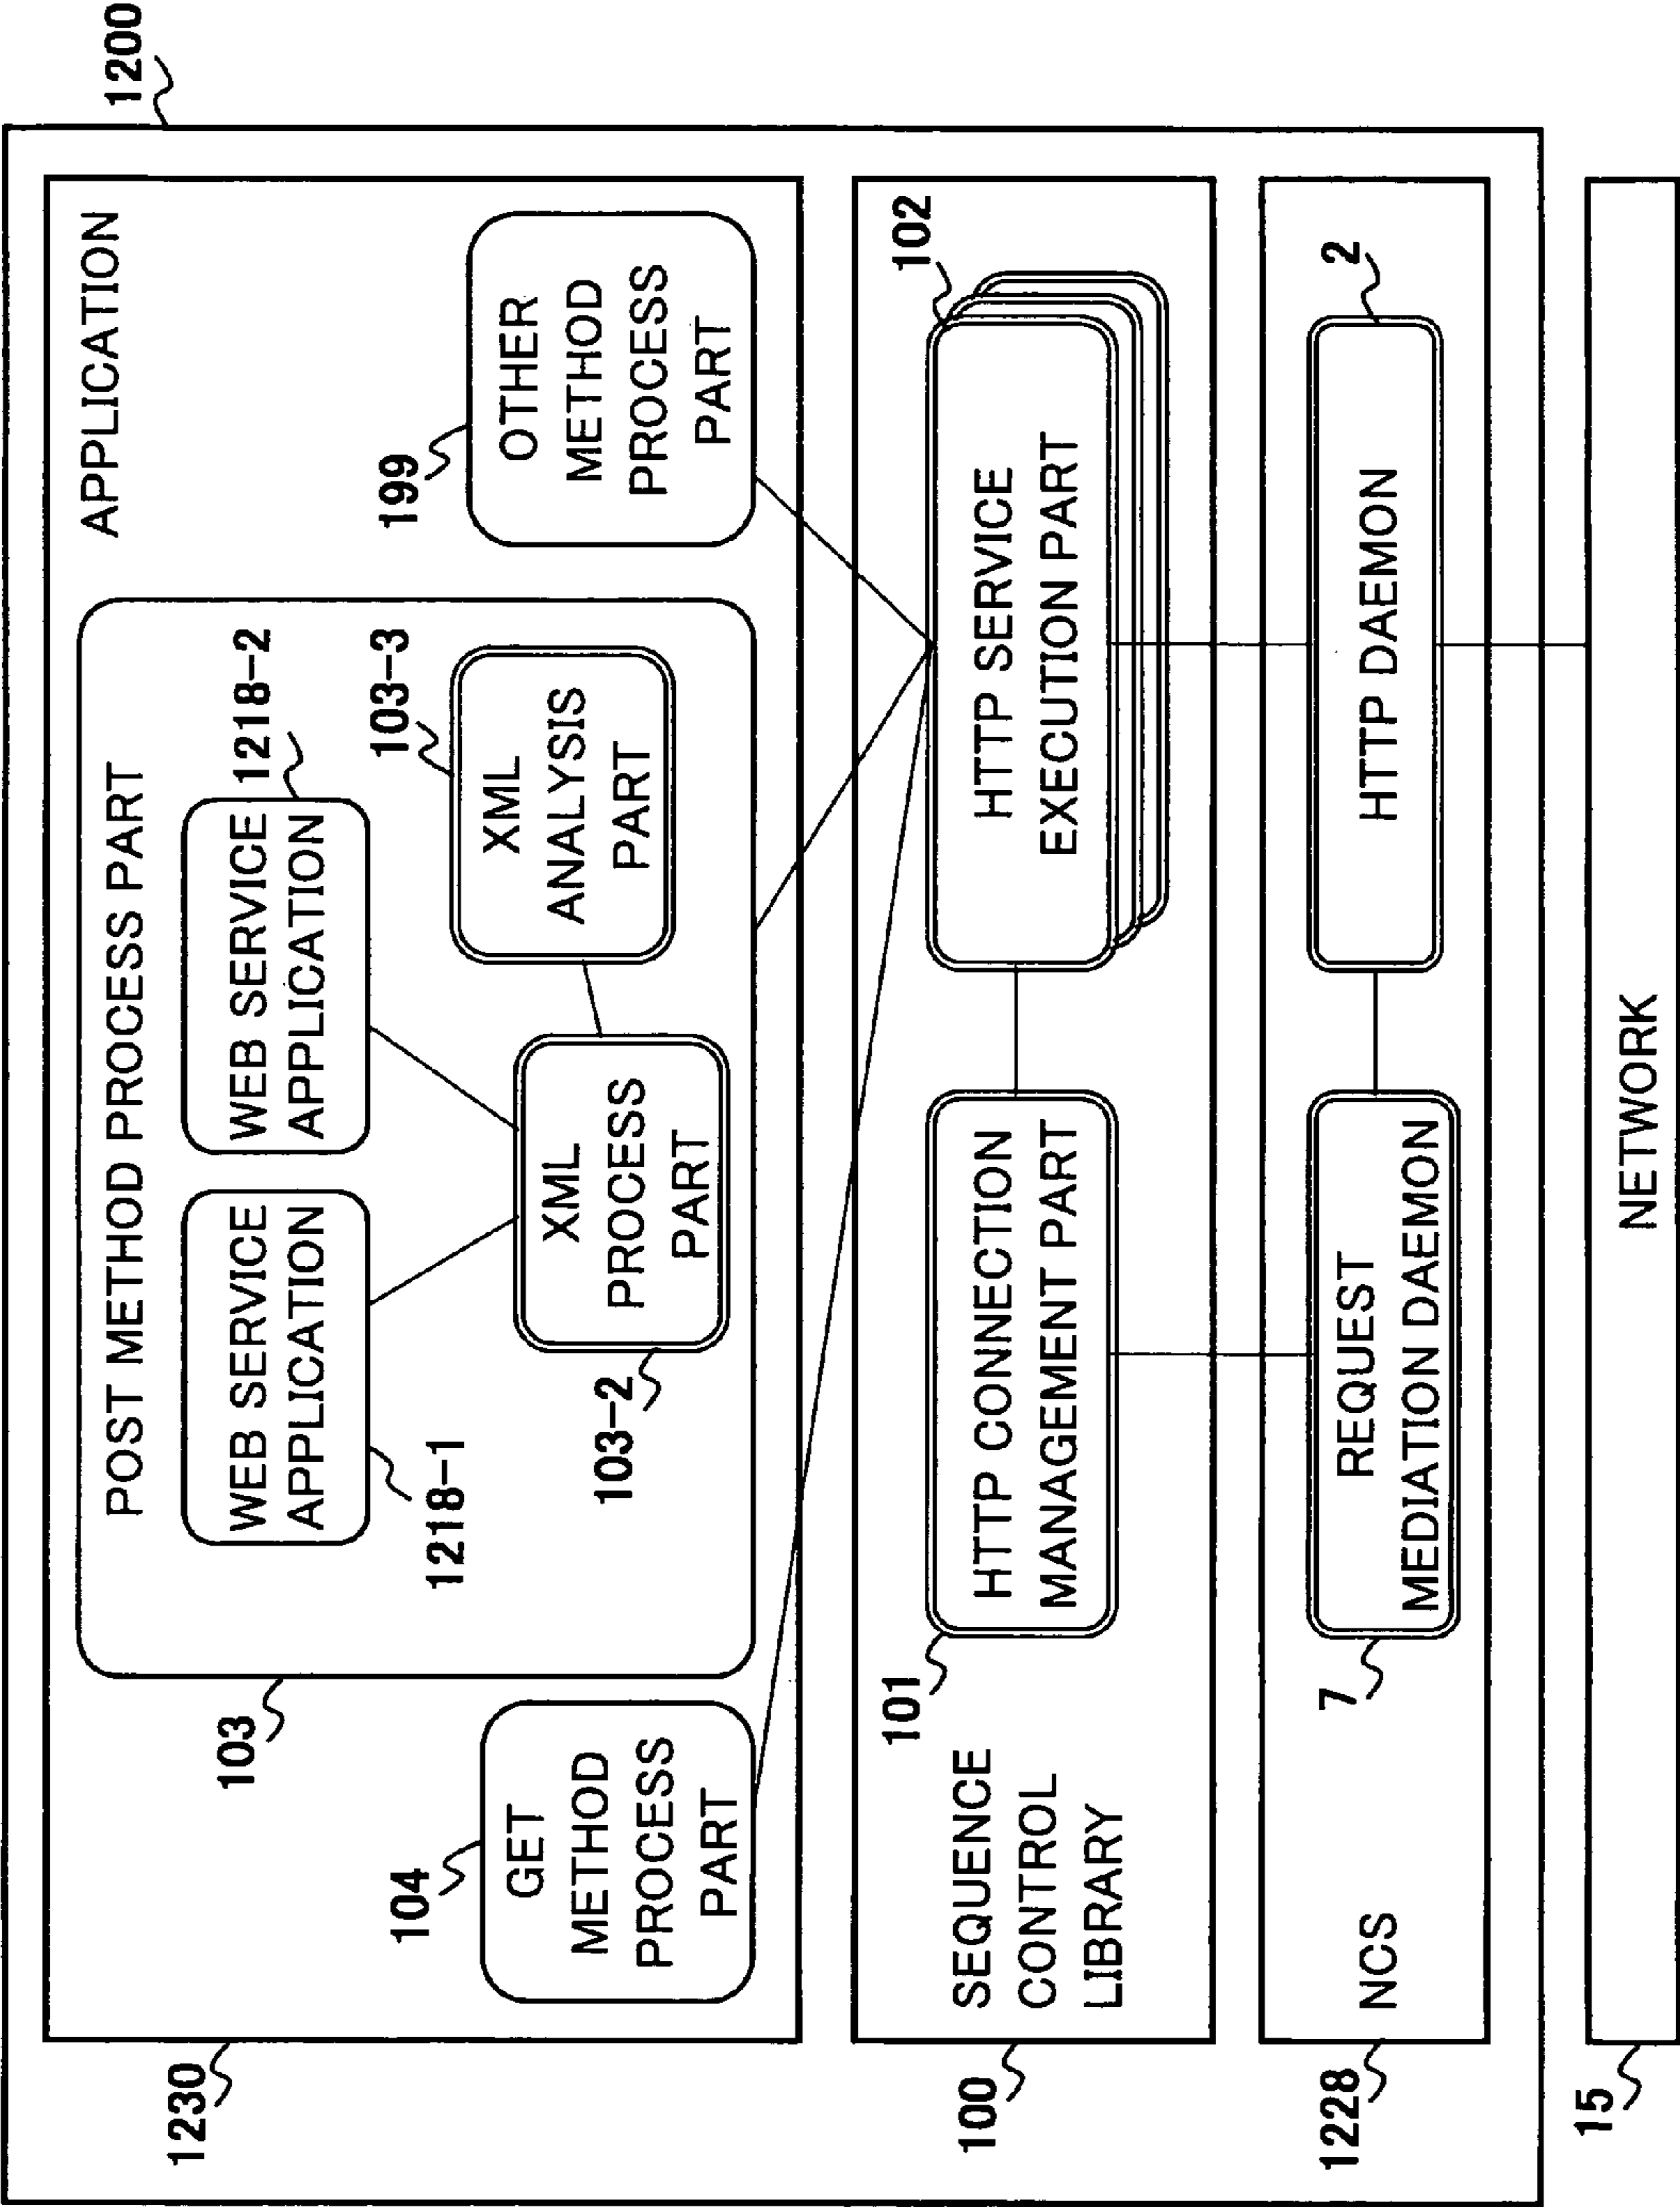 1200
APPLICATION
1230
POST METHOD PROCESS PART
103
WEB SERVICE
APPLICATION
1218-1
WEB SERVICE
APPLICATION
1218-2
XML
PROCESS
PART
103-2
XML
ANALYSIS
PART
103-3
104
GET
METHOD
PROCESS
PART
199
OTHER
METHOD
PROCESS
PART
100
SEQUENCE
CONTROL
LIBRARY
101
HTTP CONNECTION
MANAGEMENT PART
102
HTTP SERVICE
EXECUTION PART
1228
NCS
7
REQUEST
MEDIATION DAEMON
2
HTTP DAEMON
15
NETWORK